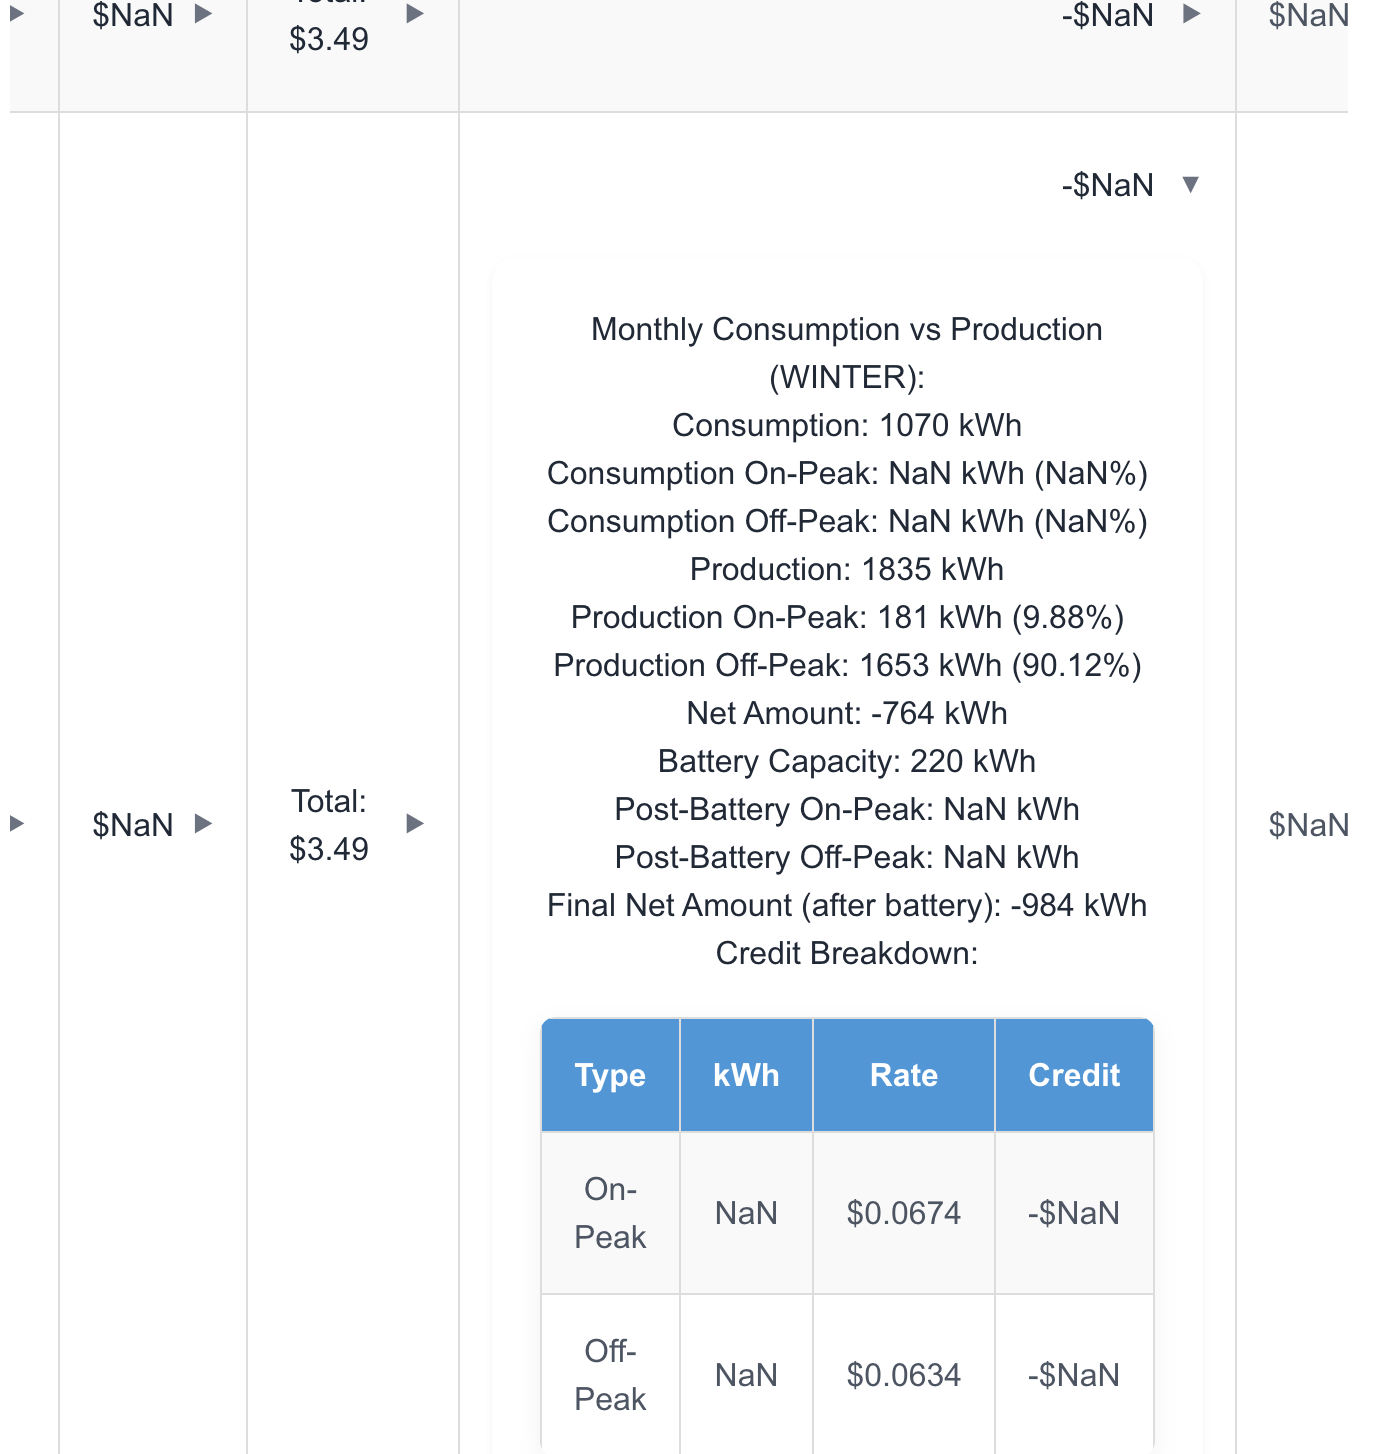 $NaN
$3.49
-$NaN
$NaN
-$NaN
Monthly Consumption vs Production
(WINTER):
Consumption: 1070 kWh
Consumption On-Peak: NaN kWh (NaN%)
Consumption Off-Peak: NaN kWh (NaN%)
Production: 1835 kWh
Production On-Peak: 181 kWh (9.88%)
Production Off-Peak: 1653 kWh (90.12%)
Net Amount: -764 kWh
Battery Capacity: 220 kWh
Post-Battery On-Peak: NaN kWh
Post-Battery Off-Peak: NaN kWh
Final Net Amount (after battery): -984 kWh
Credit Breakdown:
$NaN
Total:
$3.49
$NaN
Type kWh Rate Credit
On-
Peak
NaN $0.0674 -$NaN
Off-
Peak
NaN $0.0634 -$NaN